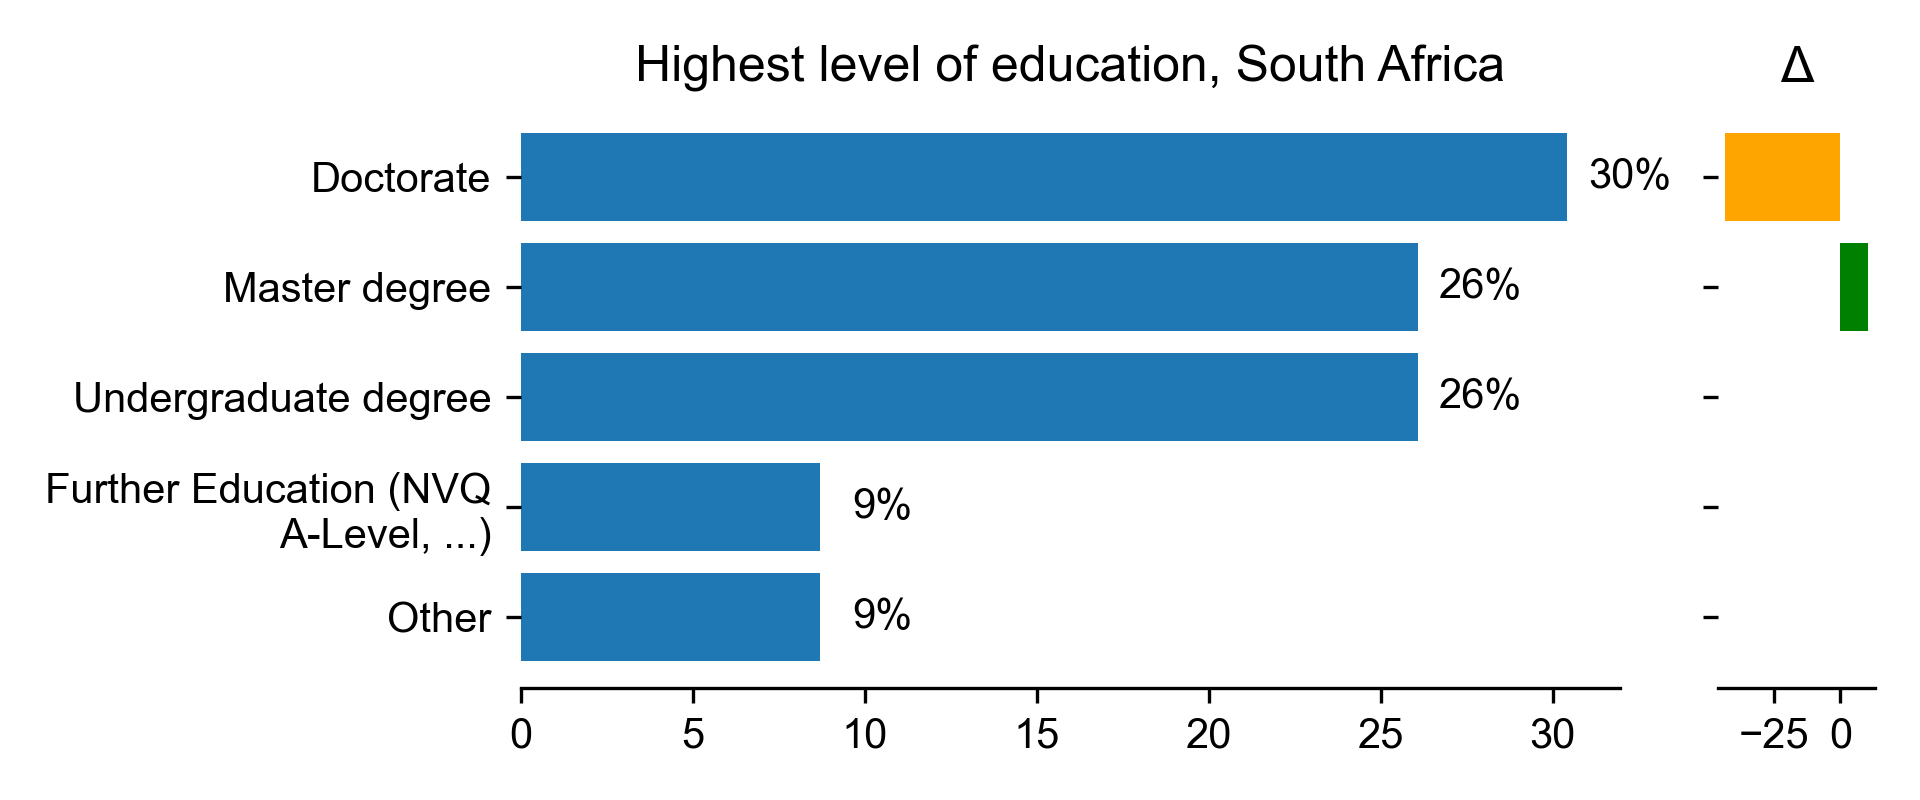 Highest level of education, South Africa
Δ
Doctorate
30%
Master degree
26%
Undergraduate degree
26%
Further Education (NVQ
A-Level, ...)
9%
Other
9%
0 5 10 15 20 25 30
−25 0